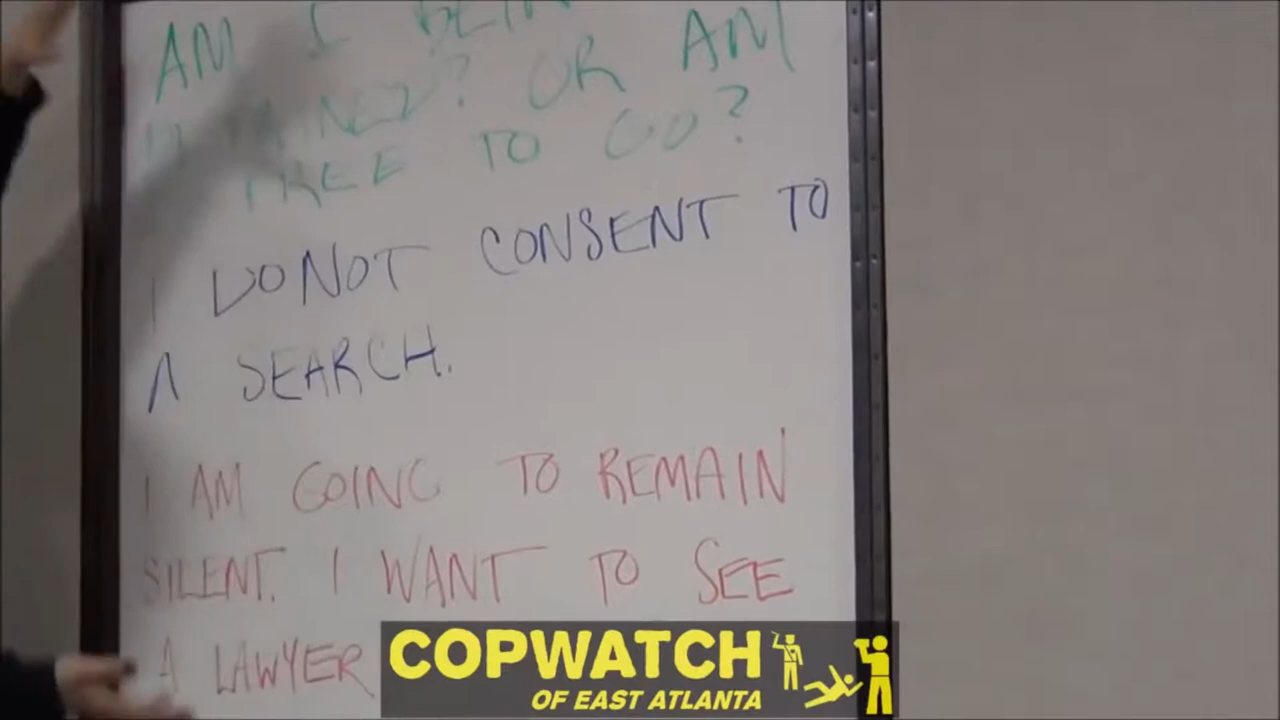 AM I BEIN
DETAINED? OR AM
FREE TO GO?
I DO NOT CONSENT TO
A SEARCH.
I AM GOING TO REMAIN
SILENT. I WANT TO SEE
A LAWYER
COPWATCH
OF EAST ATLANTA